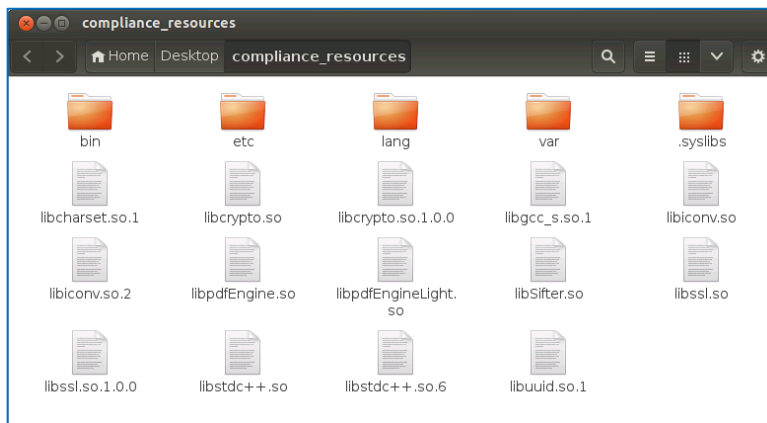 compliance_resources
Home Desktop compliance_resources
bin etc lang var .syslibs
libcharset.so.1 libcrypto.so libcrypto.so.1.0.0 libgcc_s.so.1 libiconv.so
libiconv.so.2 libpdfEngine.so libpdfEngineLight. libSifter.so libssl.so
so
libssl.so.1.0.0 libstdc++.so libstdc++.so.6 libuuid.so.1